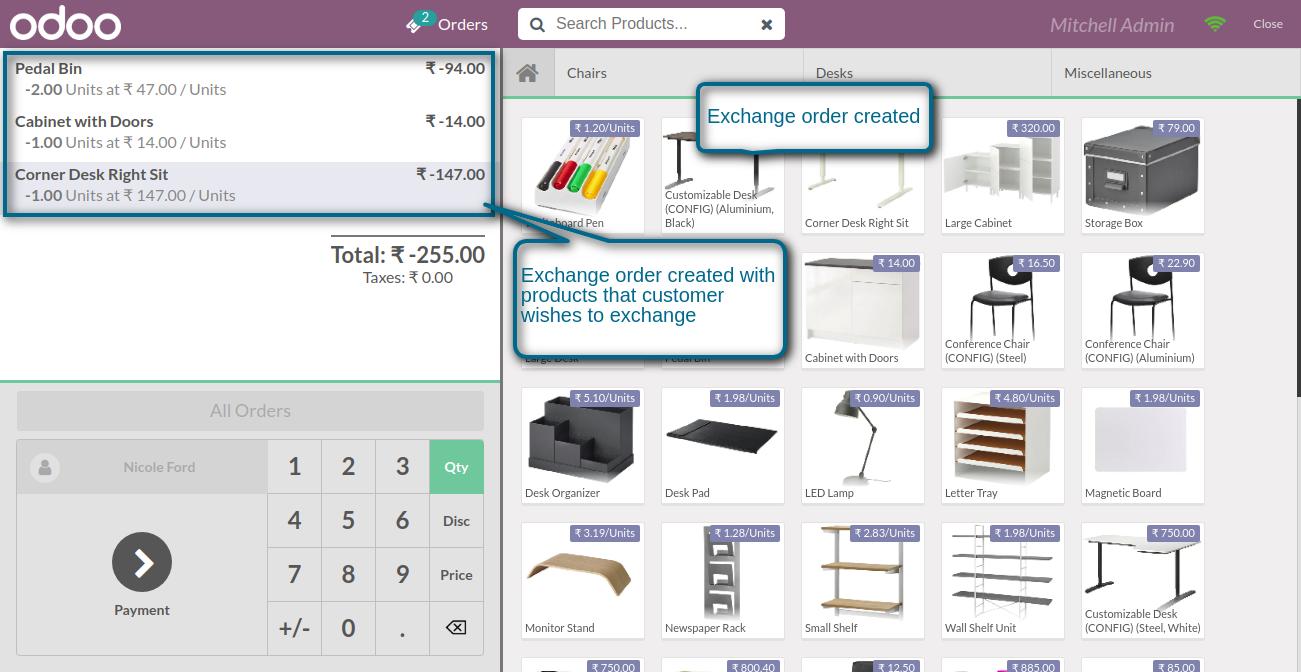 odoo
2
Orders
Search Products...
Mitchell Admin
Close
Pedal Bin
₹ -94.00
-2.00 Units at ₹ 47.00 / Units
Cabinet with Doors
₹ -14.00
-1.00 Units at ₹ 14.00 / Units
Corner Desk Right Sit
₹ -147.00
-1.00 Units at ₹ 147.00 / Units
Total: ₹ -255.00
Taxes: ₹ 0.00
All Orders
Nicole Ford
1 2 3 Qty
4 5 6 Disc
7 8 9 Price
+/- 0 .
Payment
Chairs
Desks
Miscellaneous
Exchange order created
Exchange order created with
products that customer
wishes to exchange
₹ 1.20/Units
Pen
Customizable Desk
(CONFIG) (Aluminium,
Black)
Corner Desk Right Sit
₹ 320.00
Large Cabinet
₹ 79.00
Storage Box
Large Desk
Pedal Bin
₹ 14.00
Cabinet with Doors
₹ 16.50
Conference Chair
(CONFIG) (Steel)
₹ 22.90
Conference Chair
(CONFIG) (Aluminium)
₹ 5.10/Units
Desk Organizer
₹ 1.98/Units
Desk Pad
₹ 0.90/Units
LED Lamp
₹ 4.80/Units
Letter Tray
₹ 1.98/Units
Magnetic Board
₹ 3.19/Units
Monitor Stand
₹ 1.28/Units
Newspaper Rack
₹ 2.83/Units
Small Shelf
₹ 1.98/Units
Wall Shelf Unit
₹ 750.00
Customizable Desk
(CONFIG) (Steel, White)
₹ 750.00
₹ 800.40
₹ 12.50
₹ 885.00
₹ 85.00